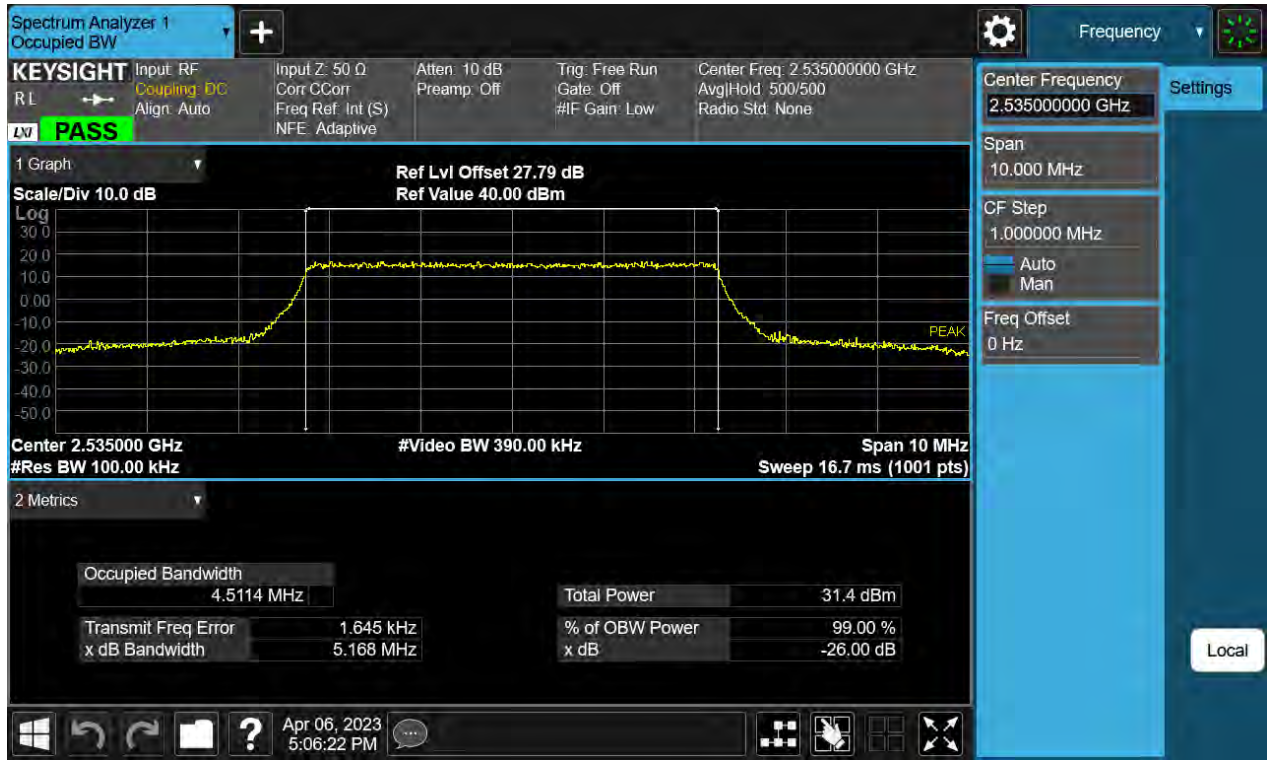 Spectrum Analyzer 1
Occupied BW
Frequency
KEYSIGHT
RL
LXI
PASS
Input: RF
Coupling: DC
Align: Auto
Input Z: 50 Ω
Corr CCorr
Freq Ref: Int (S)
NFE: Adaptive
Atten: 10 dB
Preamp: Off
Trig: Free Run
Gate: Off
#IF Gain: Low
Center Freq: 2.535000000 GHz
Avg|Hold: 500/500
Radio Std: None
Center Frequency
2.535000000 GHz
Settings
Span
10.000 MHz
CF Step
1.000000 MHz
Auto
Man
Freq Offset
0 Hz
1 Graph
Scale/Div 10.0 dB
Ref Lvl Offset 27.79 dB
Ref Value 40.00 dBm
Log
30.0
20.0
10.0
0.00
-10.0
-20.0
-30.0
-40.0
-50.0
PEAK
Center 2.535000 GHz
#Video BW 390.00 kHz
Span 10 MHz
#Res BW 100.00 kHz
Sweep 16.7 ms (1001 pts)
2 Metrics
Occupied Bandwidth
4.5114 MHz
Total Power 31.4 dBm
Transmit Freq Error 1.645 kHz
% of OBW Power 99.00 %
x dB Bandwidth 5.168 MHz
x dB -26.00 dB
Local
?
Apr 06, 2023
5:06:22 PM